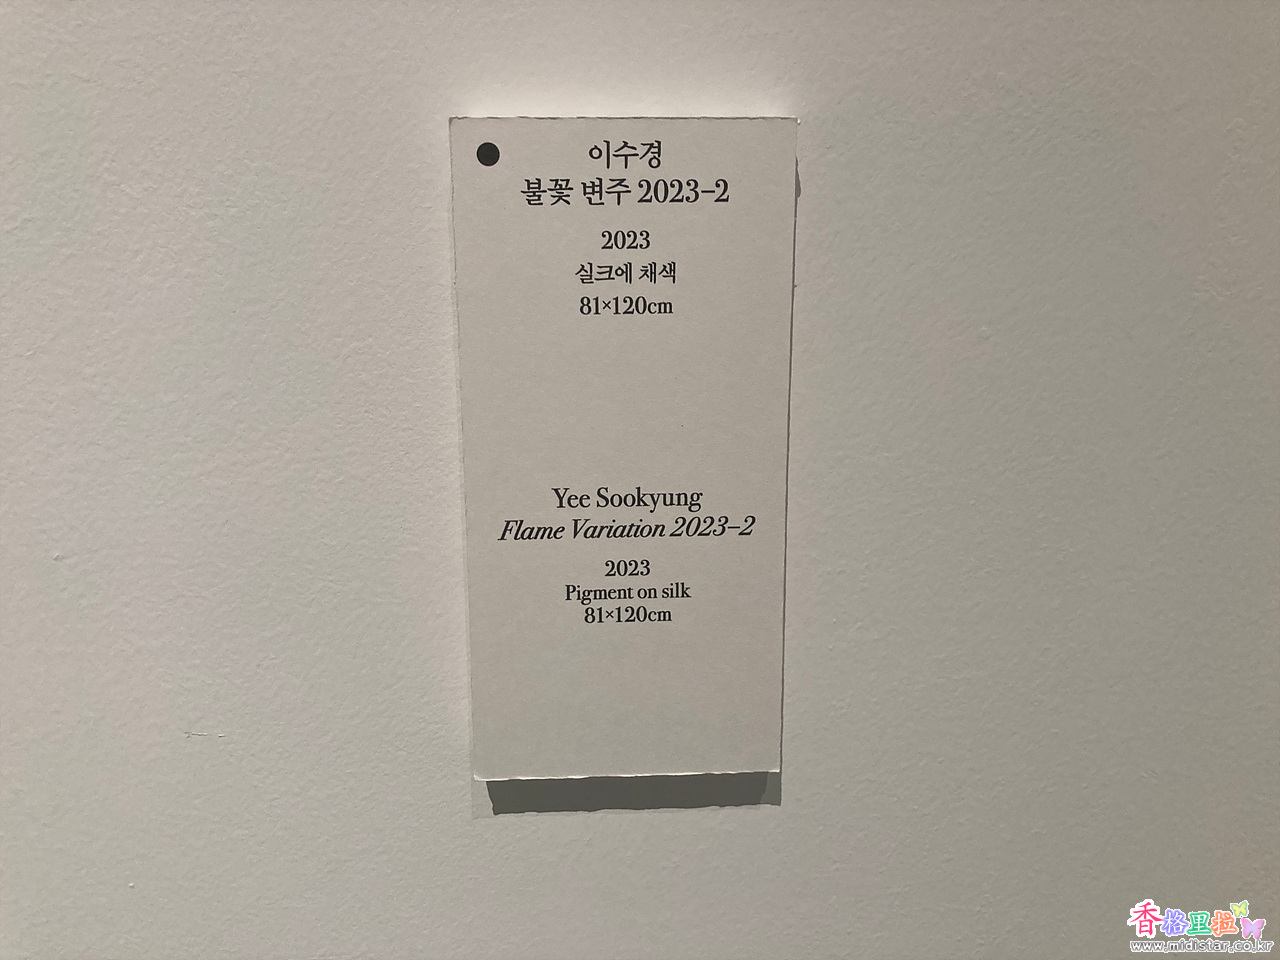 이수경
불꽃 변주 2023–2
2023
실크에 채색
81×120cm
Yee Sookyung
Flame Variation 2023–2
2023
Pigment on silk
81×120cm
香格里拉
www.midistar.co.kr